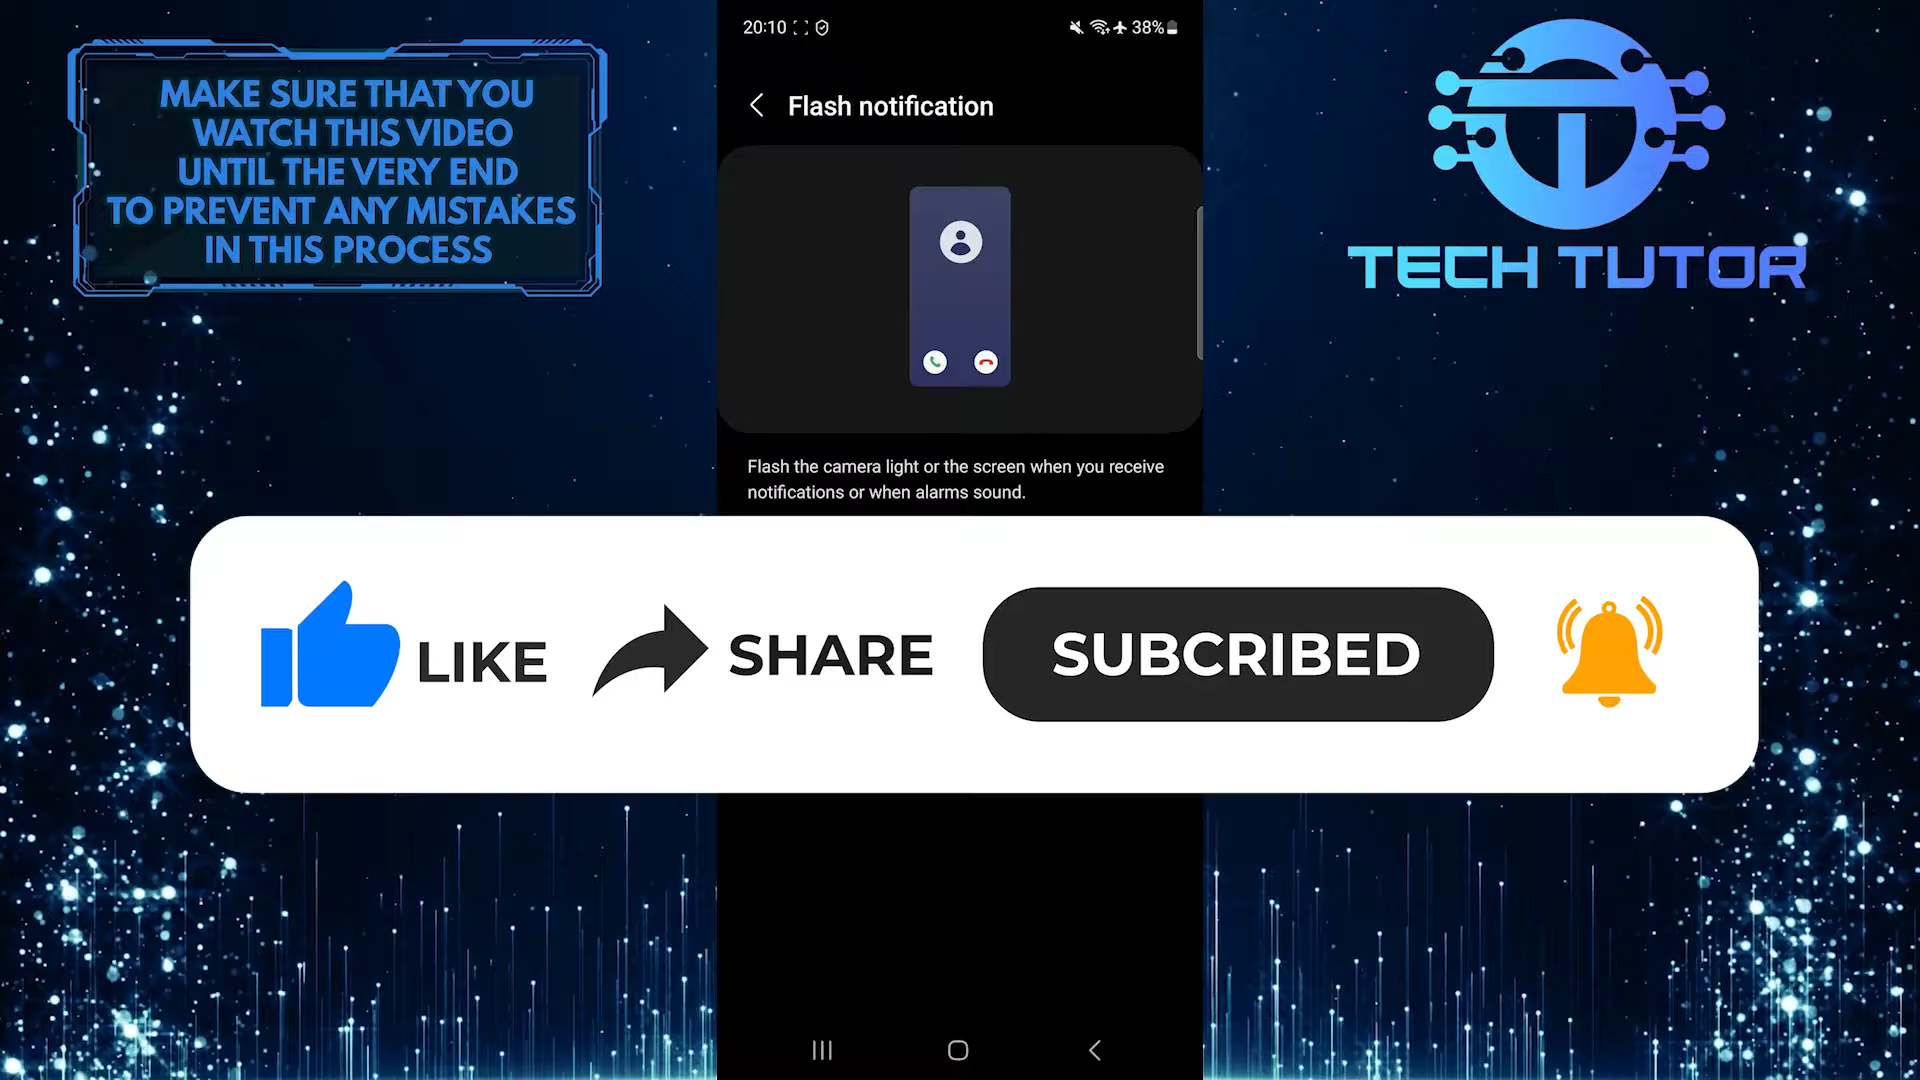 MAKE SURE THAT YOU
WATCH THIS VIDEO
UNTIL THE VERY END
TO PREVENT ANY MISTAKES
IN THIS PROCESS
20:10
38%
Flash notification
Flash the camera light or the screen when you receive
notifications or when alarms sound.
TECH TUTOR
LIKE
SHARE
SUBCRIBED